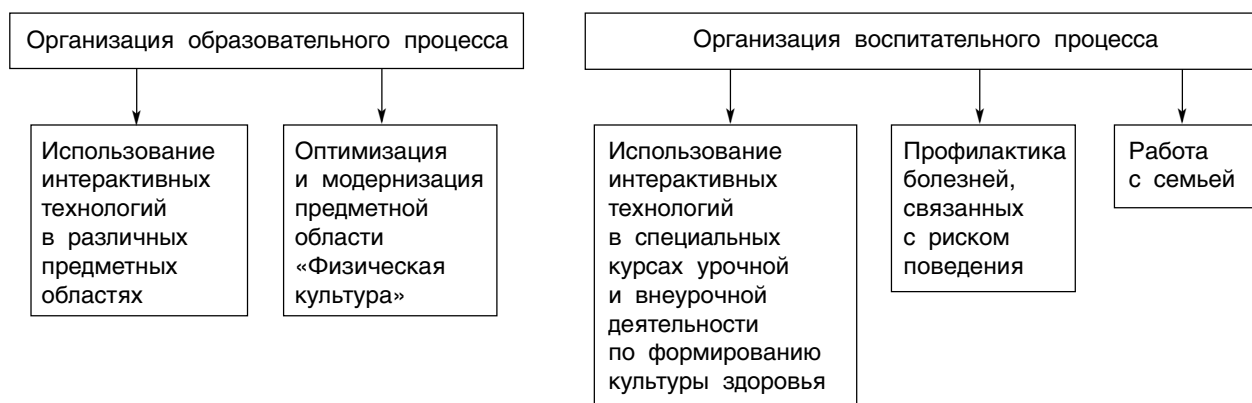 Организация образовательного процесса
Использование
интерактивных
технологий
в различных
предметных
областях
Оптимизация
и модернизация
предметной
области
«Физическая
культура»
Организация воспитательного процесса
Использование
интерактивных
технологий
в специальных
курсах урочной
и внеурочной
деятельности
по формированию
культуры здоровья
Профилактика
болезней,
связанных
с риском
поведения
Работа
с семьей